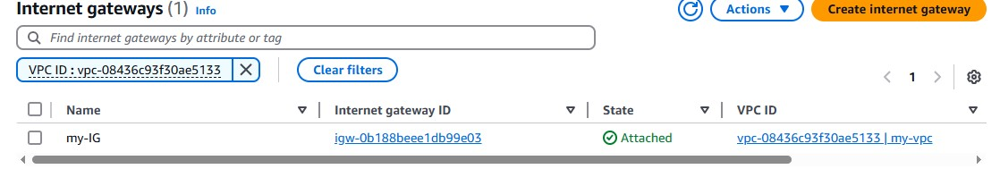 Internet gateways (1) Info
Actions
Create internet gateway
Find internet gateways by attribute or tag
VPC ID : vpc-08436c93f30ae5133
Clear filters
1
Name Internet gateway ID State VPC ID
my-IG igw-0b188beee1db99e03 Attached vpc-08436c93f30ae5133 | my-vpc